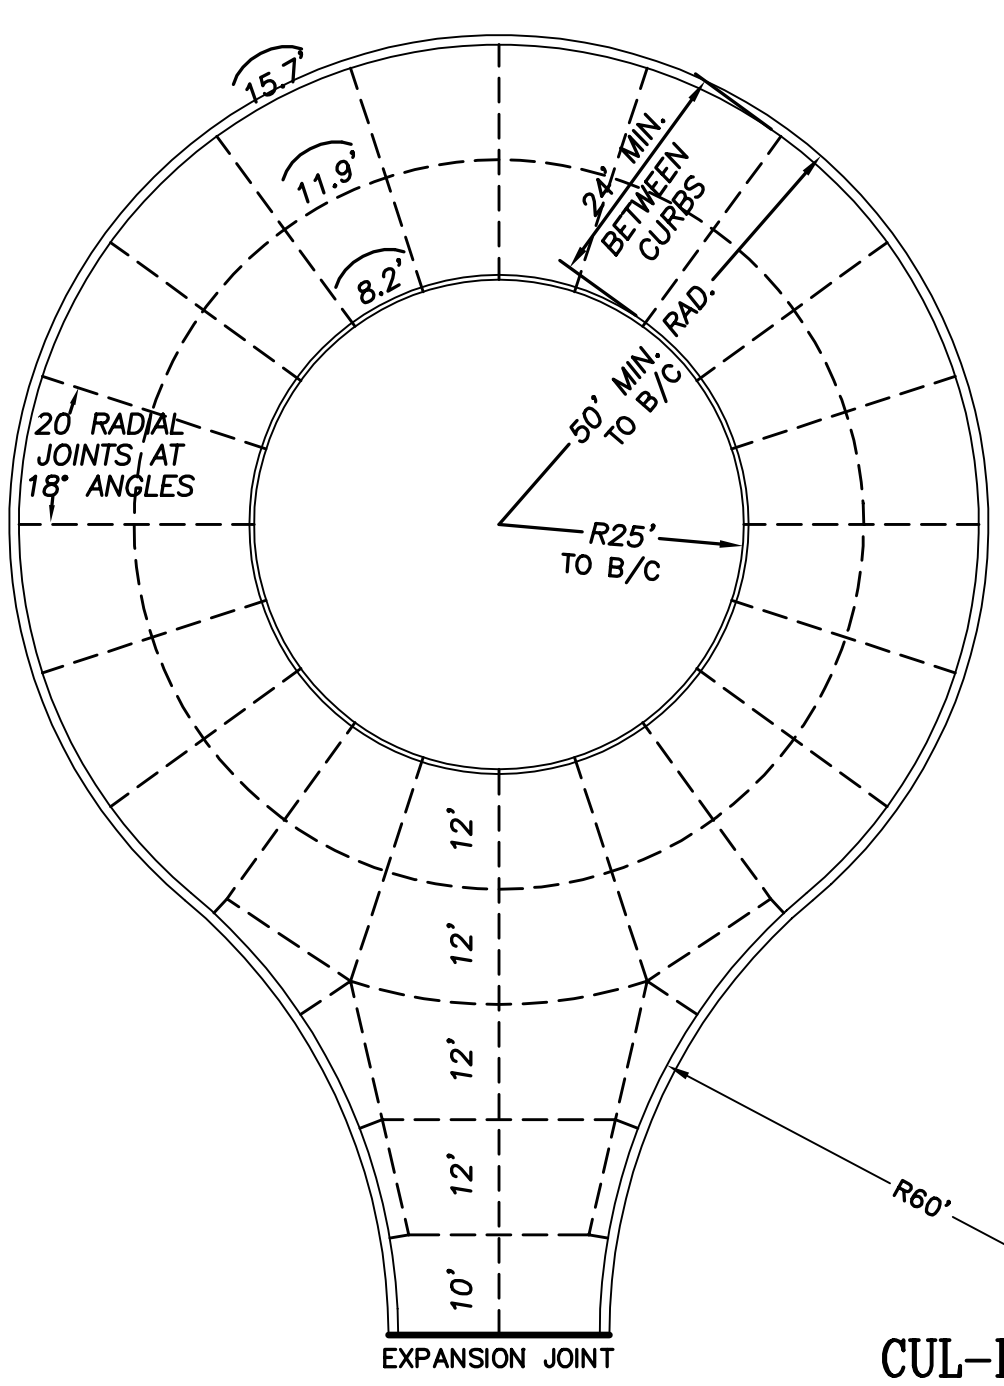 15.7'
11.9'
8.2'
24' MIN.
BETWEEN
CURBS
50' MIN. RAD.
TO B/C
20 RADIAL
JOINTS AT
18° ANGLES
R25'
TO B/C
12'
12'
12'
12'
10'
R60'
EXPANSION JOINT
CUL-